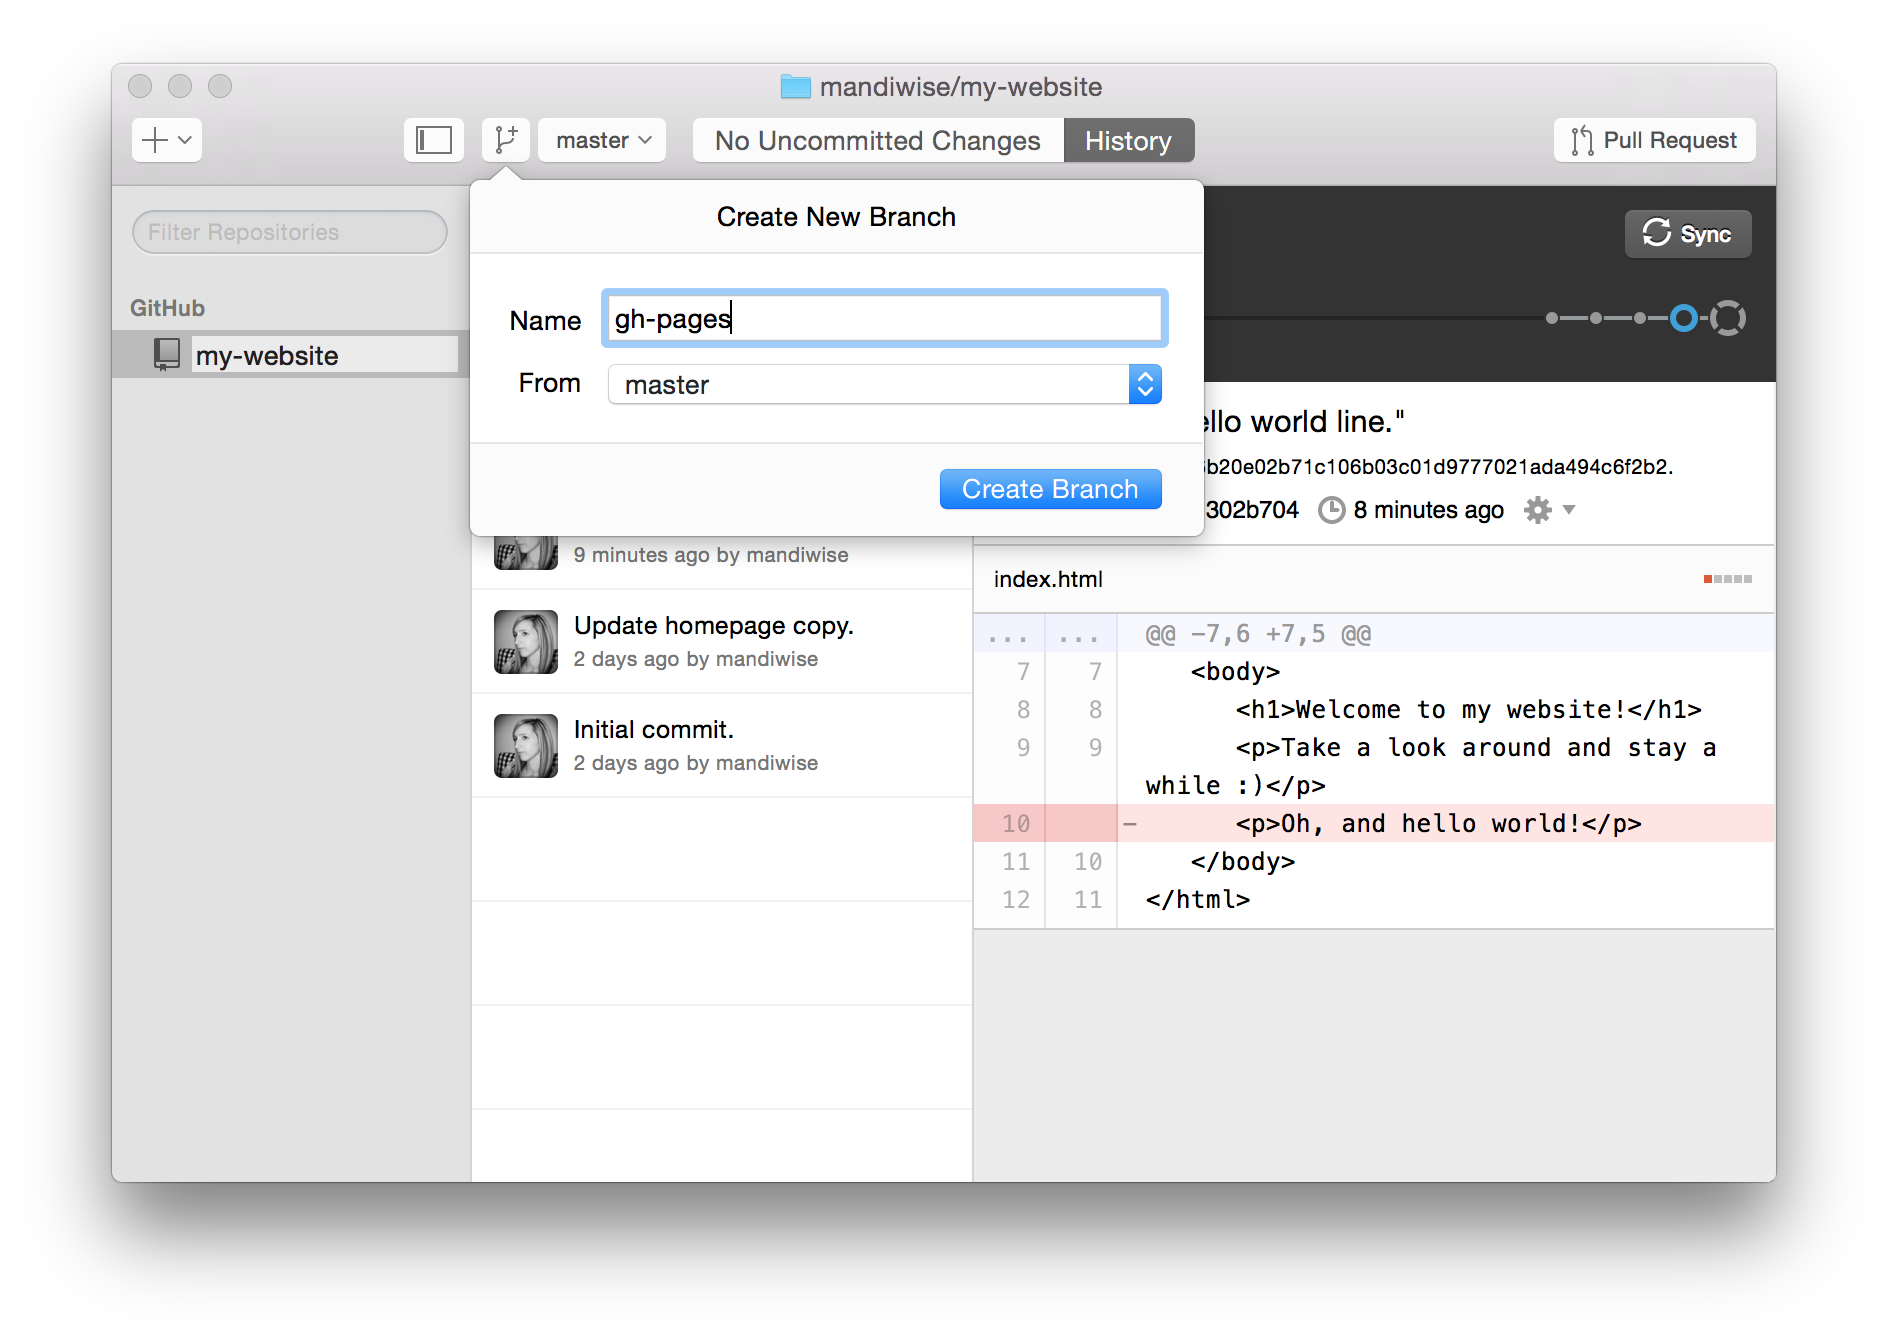 mandiwise/my-website
master
No Uncommitted Changes
History
Pull Request
Filter Repositories
GitHub
my-website
Create New Branch
Name
gh-pages
From
master
Create Branch
Sync
line."
world
b20e02b71c106b03c01d9777021ada494c6f2b2.
302b704
8 minutes ago
9 minutes ago by mandiwise
Update homepage copy.
2 days ago by mandiwise
Initial commit.
2 days ago by mandiwise
index.html
... ... @@ -7,6 +7,5 @@
7 7 <body>
8 8 <h1>Welcome to my website!</h1>
9 9 <p>Take a look around and stay a
while :)</p>
10 - <p>Oh, and hello world!</p>
11 10 </body>
12 11 </html>